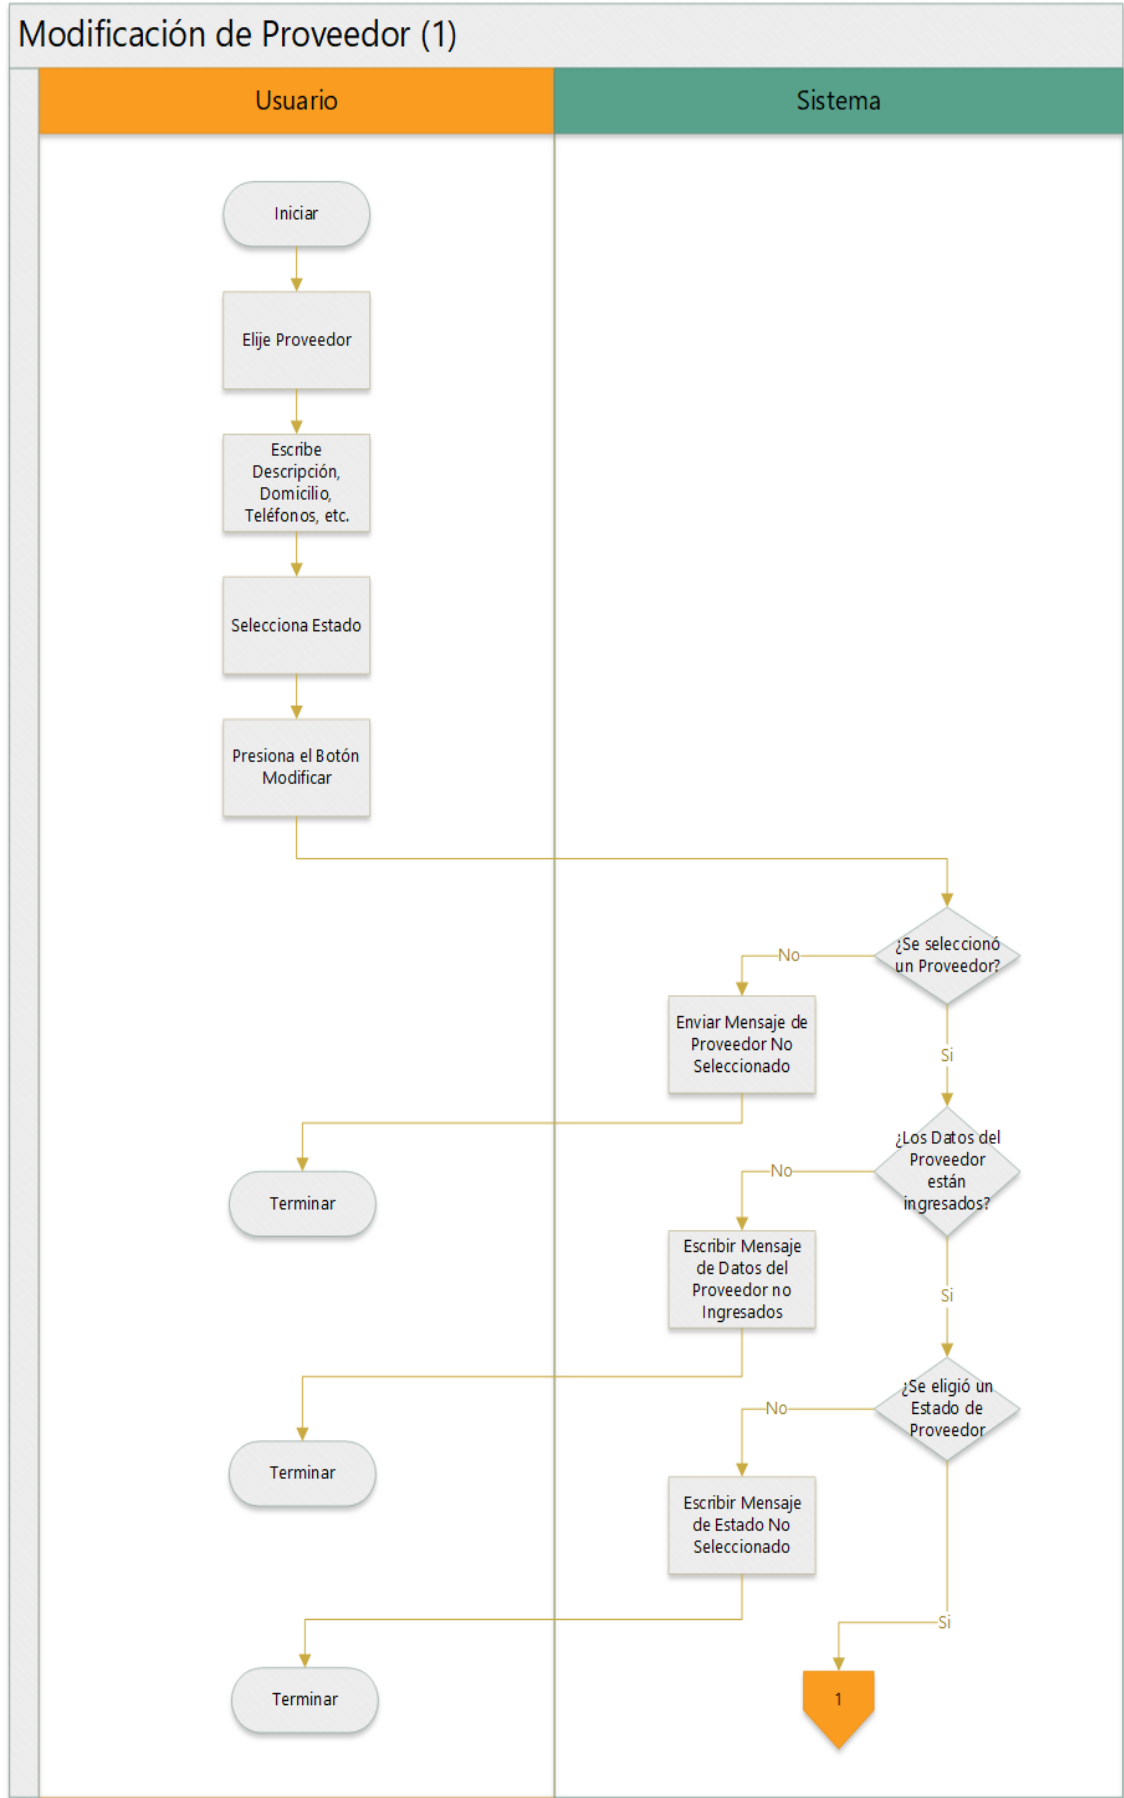 Modificación de Proveedor (1)
Usuario
Sistema
Iniciar
Elije Proveedor
Escribe
Descripción,
Domicilio,
Teléfonos, etc.
Selecciona Estado
Presiona el Botón
Modificar
¿Se seleccionó
un Proveedor?
No
Enviar Mensaje de
Proveedor No
Seleccionado
Si
Terminar
¿Los Datos del
Proveedor
están
ingresados?
No
Escribir Mensaje
de Datos del
Proveedor no
Ingresados
Si
Terminar
¿Se eligió un
Estado de
Proveedor
No
Escribir Mensaje
de Estado No
Seleccionado
Si
Terminar
1